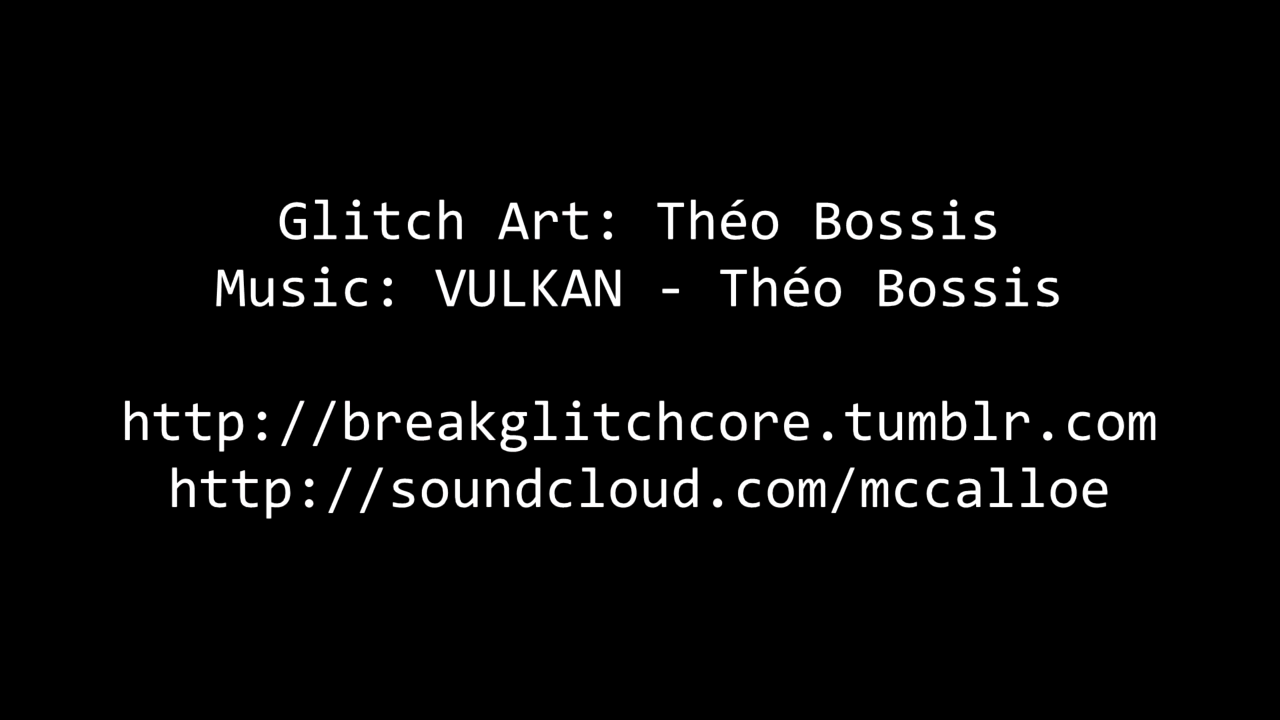 Glitch Art: Théo Bossis
Music: VULKAN - Théo Bossis
http://breakglitchcore.tumblr.com
http://soundcloud.com/mccalloe